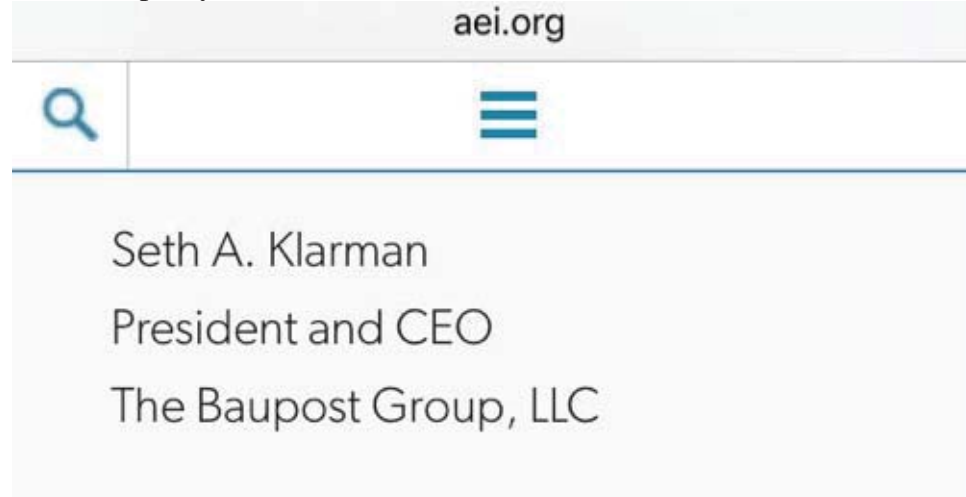 aei.org
Seth A. Klarman
President and CEO
The Baupost Group, LLC